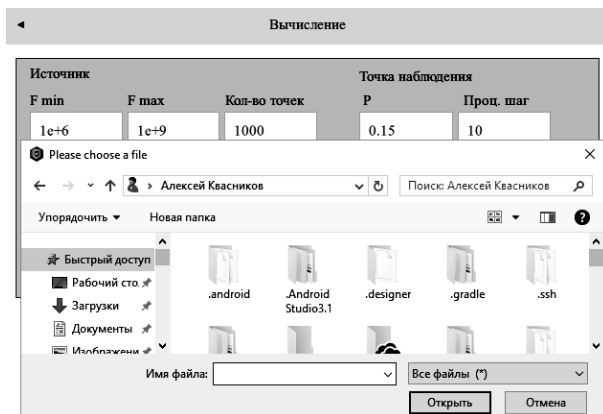 Вычисление
Источник
Точка наблюдения
F min
F max
Кол-во точек
P
Проц. шаг
1e+6
1e+9
1000
0.15
10
Please choose a file
Алексей Квасников
Поиск: Алексей Квасников
Упорядочить
Новая папка
Быстрый доступ
Рабочий сто.
Загрузки
Документы
Изображени
.android
.Android Studio3.1
.designer
.gradle
.ssh
Имя файла:
Все файлы (*)
Открыть
Отмена